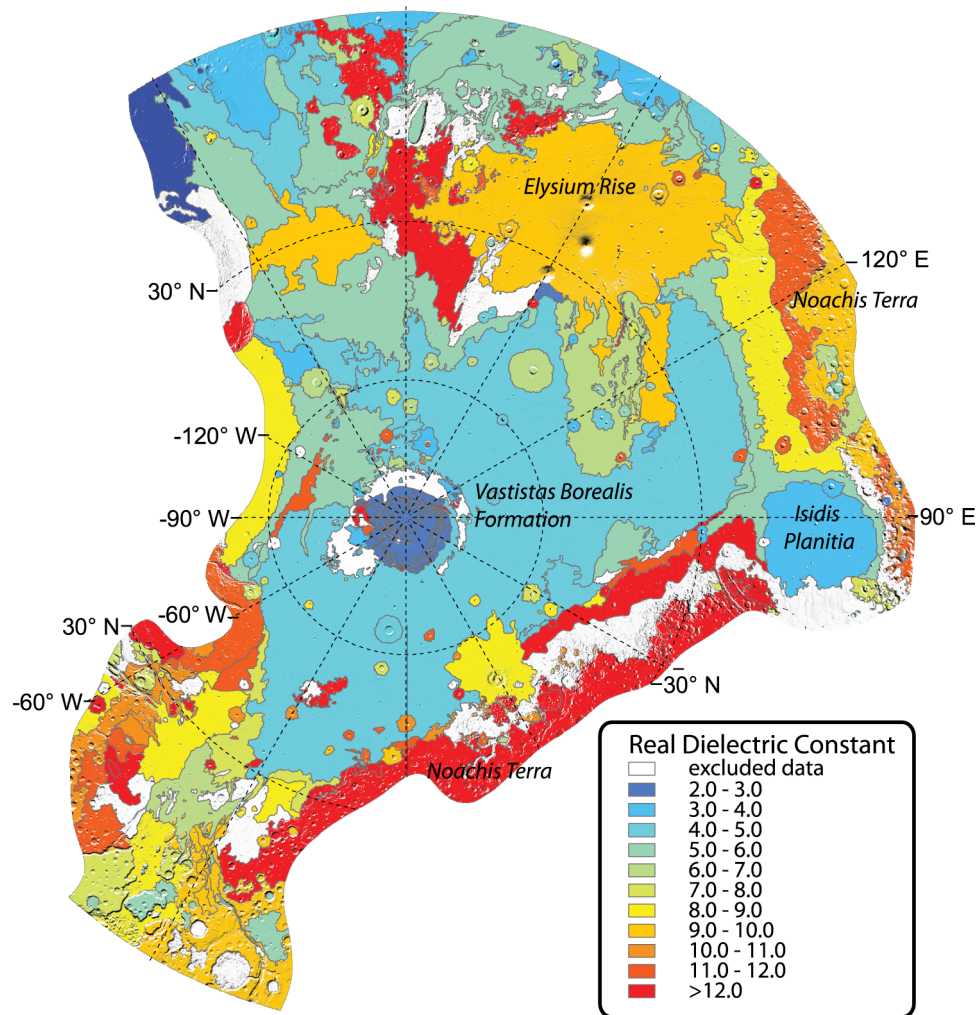 Elysium Rise
120° E
Noachis Terra
30° N
-120° W
Vastistas Borealis
Formation
-90° W
Isidis
Planitia
90° E
-60° W
30° N
-60° W
30° N
Noachis Terra
Real Dielectric Constant
excluded data
2.0 - 3.0
3.0 - 4.0
4.0 - 5.0
5.0 - 6.0
6.0 - 7.0
7.0 - 8.0
8.0 - 9.0
9.0 - 10.0
10.0 - 11.0
11.0 - 12.0
>12.0